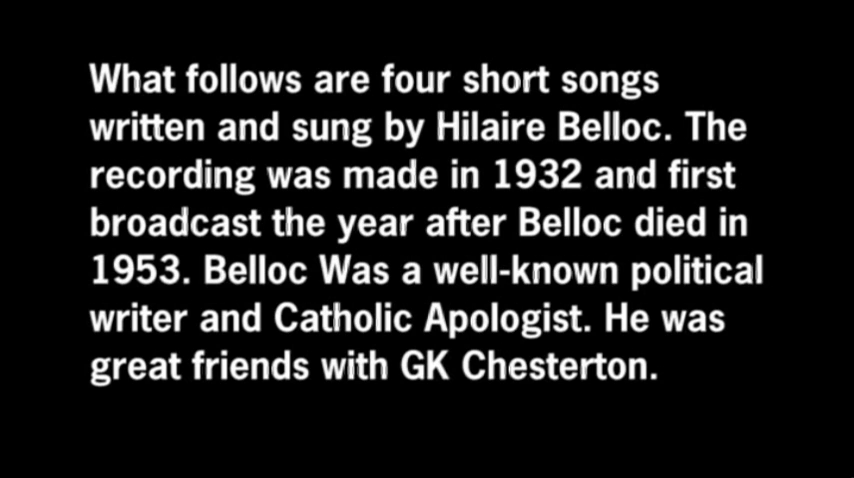 What follows are four short songs
written and sung by Hilaire Belloc. The
recording was made in 1932 and first
broadcast the year after Belloc died in
1953. Belloc Was a well-known political
writer and Catholic Apologist. He was
great friends with GK Chesterton.